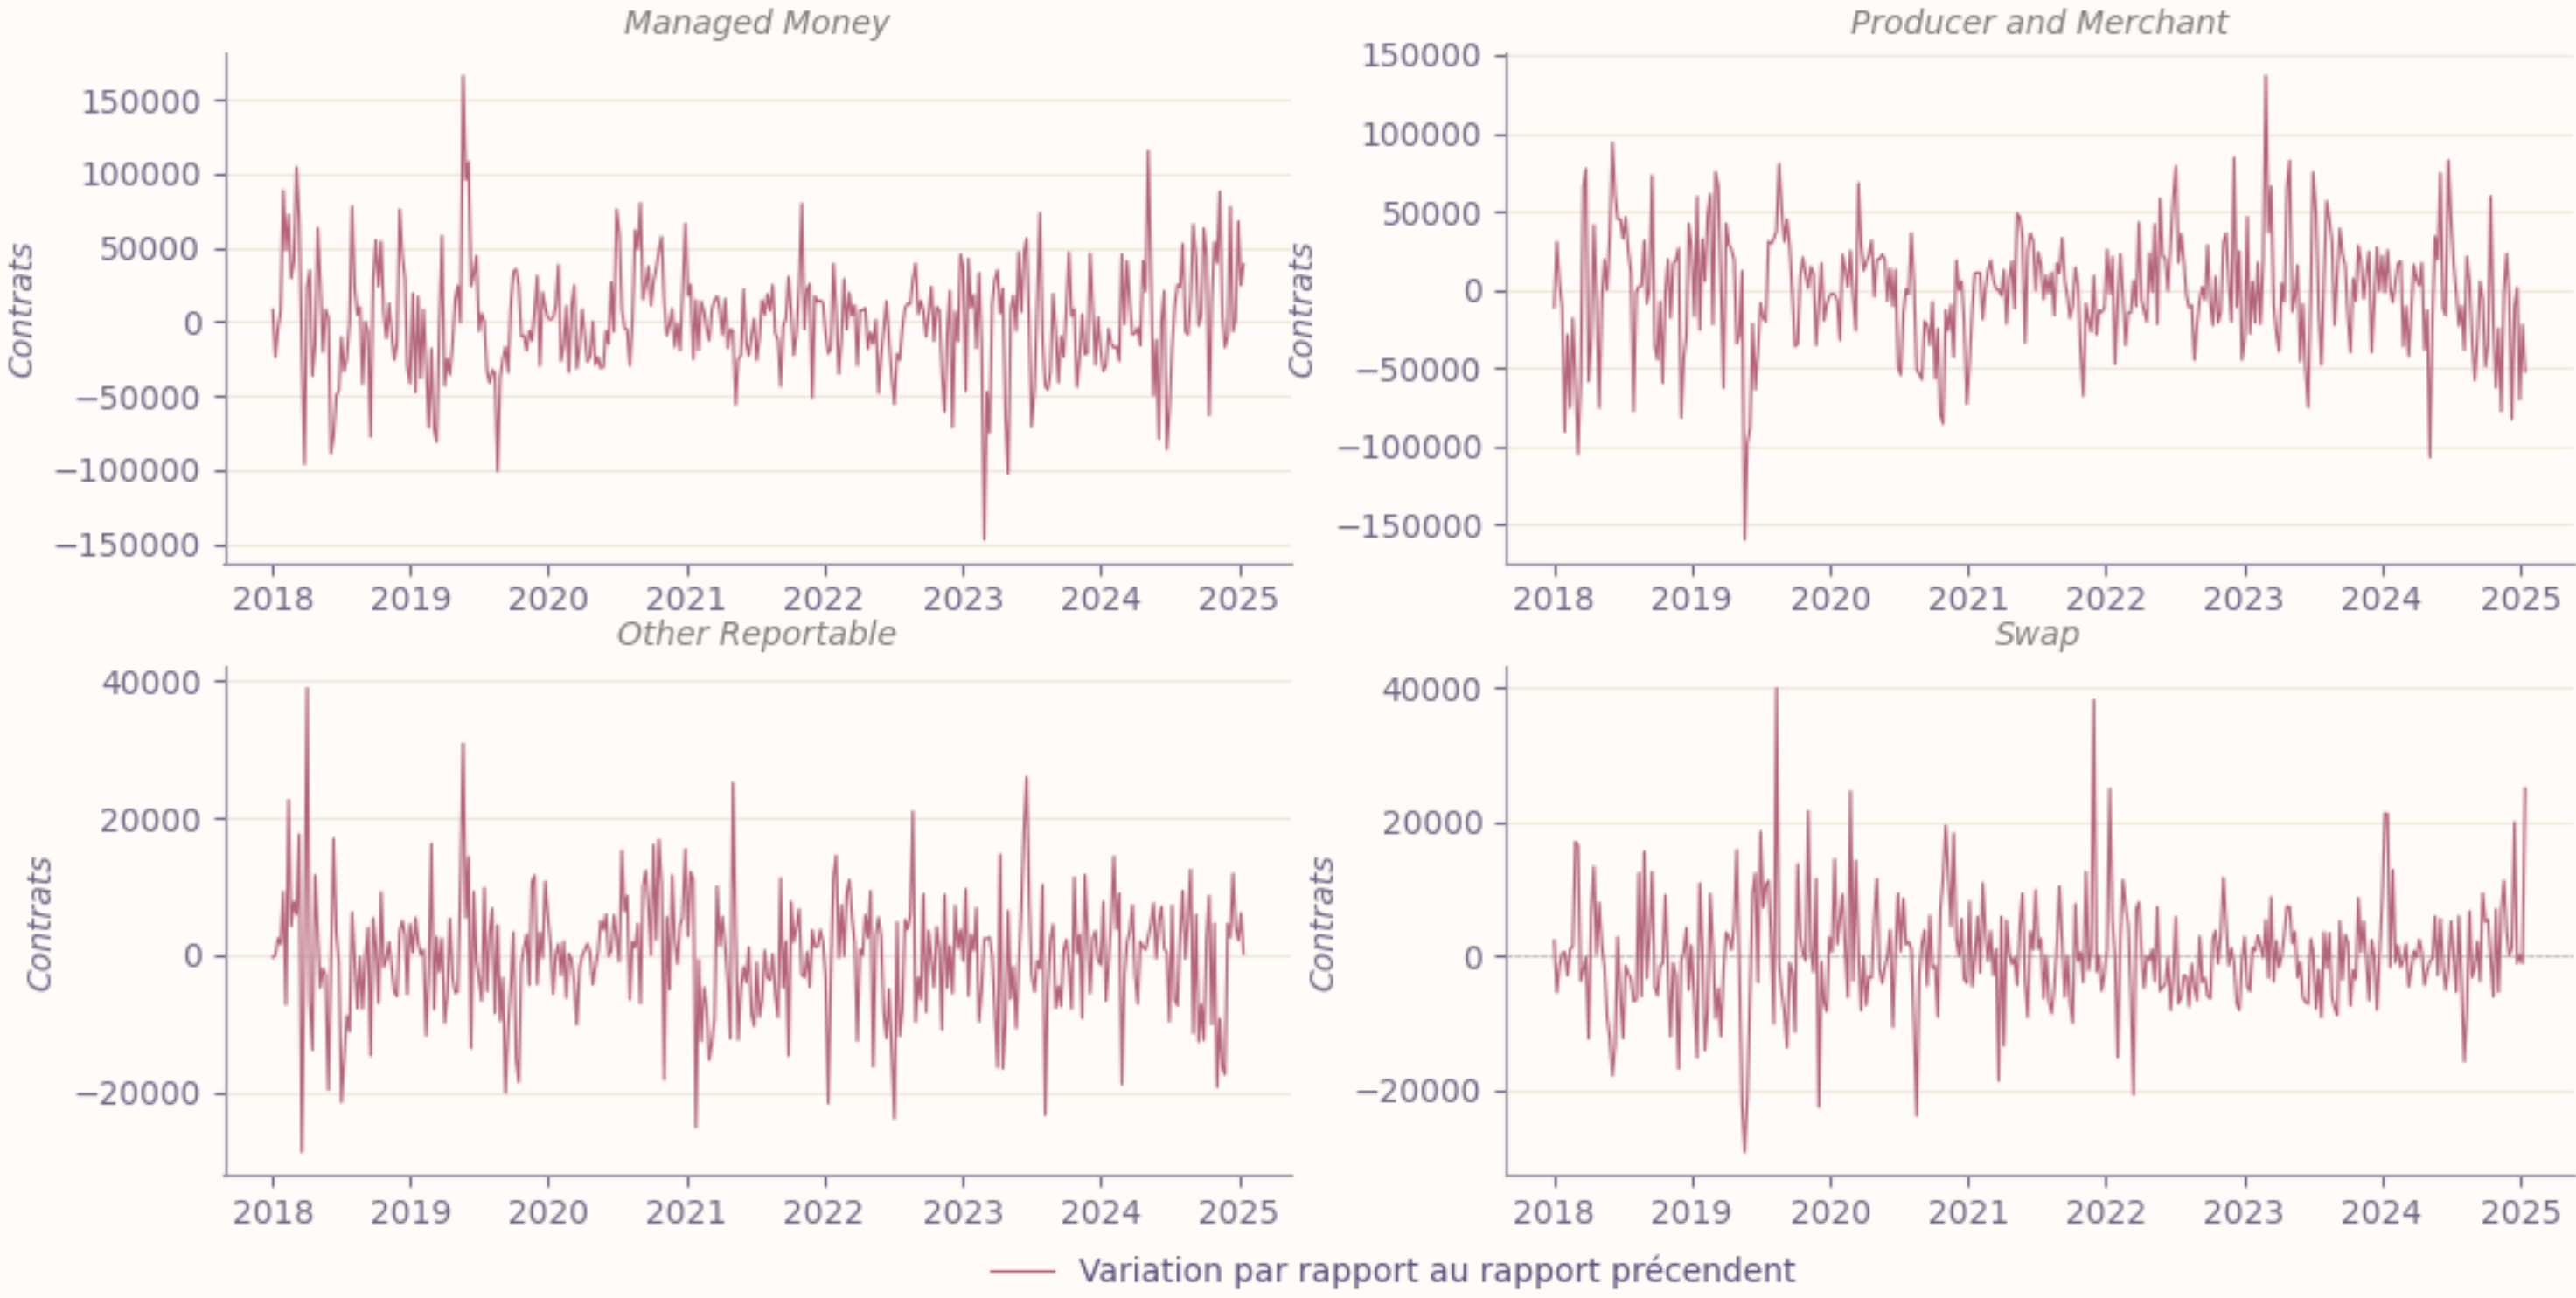 Managed Money
150000
100000
50000
0
−50000
−100000
−150000
Contrats
2018 2019 2020 2021 2022 2023 2024 2025
Producer and Merchant
150000
100000
50000
0
−50000
−100000
−150000
Contrats
2018 2019 2020 2021 2022 2023 2024 2025
Other Reportable
40000
20000
0
−20000
Contrats
2018 2019 2020 2021 2022 2023 2024 2025
Swap
40000
20000
0
−20000
Contrats
2018 2019 2020 2021 2022 2023 2024 2025
Variation par rapport au rapport précendent